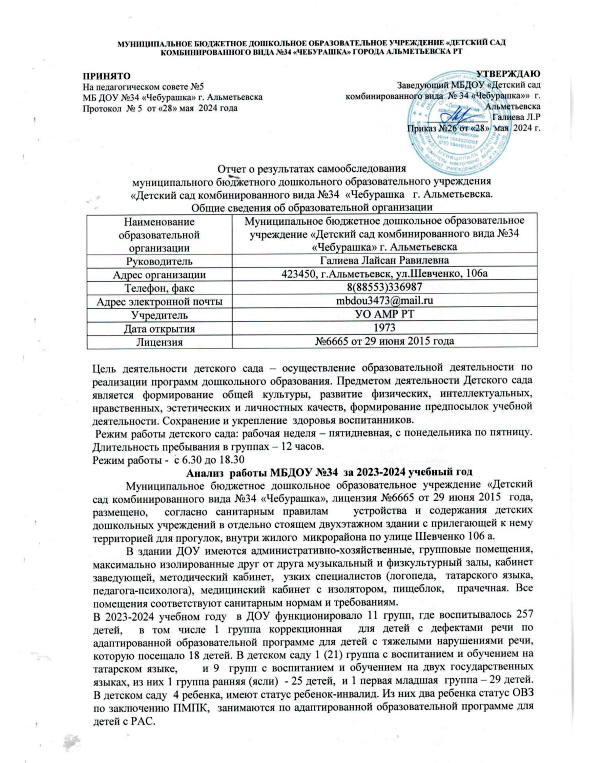 МУНИЦИПАЛЬНОЕ БЮДЖЕТНОЕ ДОШКОЛЬНОЕ ОБРАЗОВАТЕЛЬНОЕ УЧРЕЖДЕНИЕ «ДЕТСКИЙ САД
КОМБИНИРОВАННОГО ВИДА №34 «ЧЕБУРАШКА» ГОРОДА АЛЬМЕТЬЕВСКА РТ
ПРИНЯТО
На педагогическом совете №5
МБ ДОУ №34 «Чебурашка» г. Альметьевска
Протокол № 5 от «28» мая 2024 года
УТВЕРЖДАЮ
Заведующий МБДОУ «Детский сад
комбинированного вида № 34 «Чебурашка»» г.
Альметьевска
Галиева Л.Р
Приказ №26 от «28» мая 2024 г.
Отчет о результатах самообследования
муниципального бюджетного дошкольного образовательного учреждения
«Детский сад комбинированного вида №34 «Чебурашка г. Альметьевска.
Общие сведения об образовательной организации
Наименование
образовательной
организации
Муниципальное бюджетное дошкольное образовательное
учреждение «Детский сад комбинированного вида №34
«Чебурашка» г. Альметьевска
Руководитель Галиева Лайсан Равилевна
Адрес организации 423450, г.Альметьевск, ул.Шевченко, 106а
Телефон, факс 8(88553)336987
Адрес электронной почты mbdou3473@mail.ru
Учредитель УО АМР РТ
Дата открытия 1973
Лицензия №6665 от 29 июня 2015 года
Цель деятельности детского сада – осуществление образовательной деятельности по
реализации программ дошкольного образования. Предметом деятельности Детского сада
является формирование общей культуры, развитие физических, интеллектуальных,
нравственных, эстетических и личностных качеств, формирование предпосылок учебной
деятельности. Сохранение и укрепление здоровья воспитанников.
Режим работы детского сада: рабочая неделя – пятидневная, с понедельника по пятницу.
Длительность пребывания в группах – 12 часов.
Режим работы - с 6.30 до 18.30
Анализ работы МБДОУ №34 за 2023-2024 учебный год
Муниципальное бюджетное дошкольное образовательное учреждение «Детский
сад комбинированного вида №34 «Чебурашка», лицензия №6665 от 29 июня 2015 года,
размещено, согласно санитарным правилам устройства и содержания детских
дошкольных учреждений в отдельно стоящем двухэтажном здании с прилегающей к нему
территорией для прогулок, внутри жилого микрорайона по улице Шевченко 106 а.
В здании ДОУ имеются административно-хозяйственные, групповые помещения,
максимально изолированные друг от друга музыкальный и физкультурный залы, кабинет
заведующей, методический кабинет, узких специалистов (логопеда, татарского языка,
педагога-психолога), медицинский кабинет с изолятором, пищеблок, прачечная. Все
помещения соответствуют санитарным нормам и требованиям.
В 2023-2024 учебном году в ДОУ функционировало 11 групп, где воспитывалось 257
детей, в том числе 1 группа коррекционная для детей с дефектами речи по
адаптированной образовательной программе для детей с тяжелыми нарушениями речи,
которую посещало 18 детей. В детском саду 1 (21) группа с воспитанием и обучением на
татарском языке, и 9 групп с воспитанием и обучением на двух государственных
языках, из них 1 группа ранняя (ясли) - 25 детей, и 1 первая младшая группа – 29 детей.
В детском саду 4 ребенка, имеют статус ребенок-инвалид. Из них два ребенка статус ОВЗ
по заключению ПМПК, занимаются по адаптированной образовательной программе для
детей с РАС.